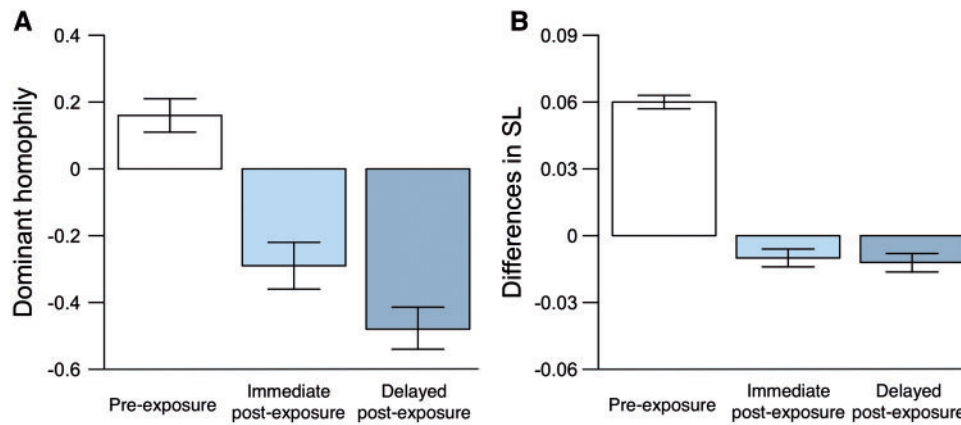 A
Dominant homophily
0.4
0.2
0
-0.2
-0.4
-0.6
Pre-exposure
Immediate
post-exposure
Delayed
post-exposure
B
Differences in SL
0.09
0.06
0.03
0
-0.03
-0.06
Pre-exposure
Immediate
post-exposure
Delayed
post-exposure